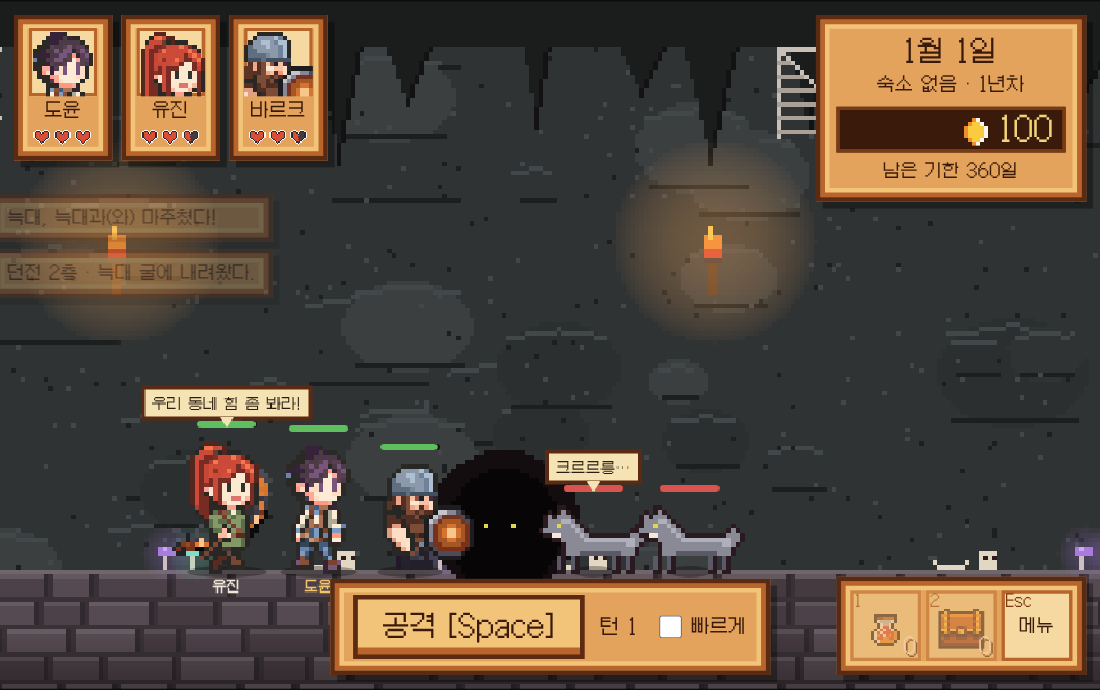 도윤
유진
바르크
1월 1일
숙소 없음 · 1년차
100
남은 기한 360일
늑대, 늑대과(와) 마주쳤다!
던전 2층 · 늑대 굴에 내려왔다.
우리 동네 힘 좀 봐라!
크르르릉…
유진
도윤
공격 [Space]
턴 1
빠르게
1
0
2
0
Esc
메뉴